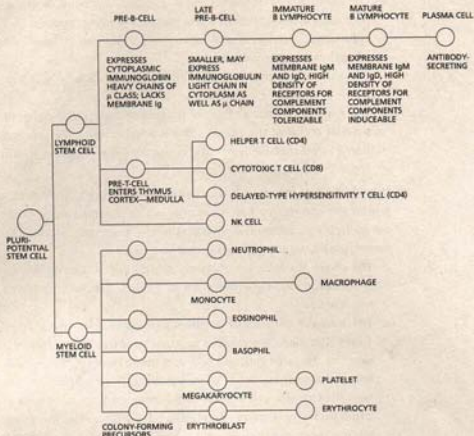 PRE-B-CELL
LATE
PRE-B-CELL
IMMATURE
B LYMPHOCYTE
MATURE
B LYMPHOCYTE
PLASMA CELL
EXPRESSES
CYTOPLASMIC
IMMUNOGLOBIN
HEAVY CHAINS OF
μ CLASS; LACKS
MEMBRANE Ig
SMALLER, MAY
EXPRESS
IMMUNOGLOBULIN
LIGHT CHAIN IN
CYTOPLASM AS
WELL AS μ CHAIN
EXPRESSES
MEMBRANE IgM
AND IgD, HIGH
DENSITY OF
RECEPTORS FOR
COMPLEMENT
COMPONENTS
TOLERIZABLE
EXPRESSES
MEMBRANE IgM
AND IgD, HIGH
DENSITY OF
RECEPTORS FOR
COMPLEMENT
COMPONENTS
INDUCEABLE
ANTIBODY-
SECRETING
LYMPHOID
STEM CELL
HELPER T CELL (CD4)
PRE-T-CELL
ENTERS THYMUS
CORTEX—MEDULLA
CYTOTOXIC T CELL (CD8)
DELAYED-TYPE HYPERSENSITIVITY T CELL (CD4)
NK CELL
PLURI-
POTENTIAL
STEM CELL
NEUTROPHIL
MONOCYTE
MACROPHAGE
EOSINOPHIL
MYELOID
STEM CELL
BASOPHIL
MEGAKARYOCYTE
PLATELET
COLONY-FORMING
PRECURSORS
ERYTHROBLAST
ERYTHROCYTE